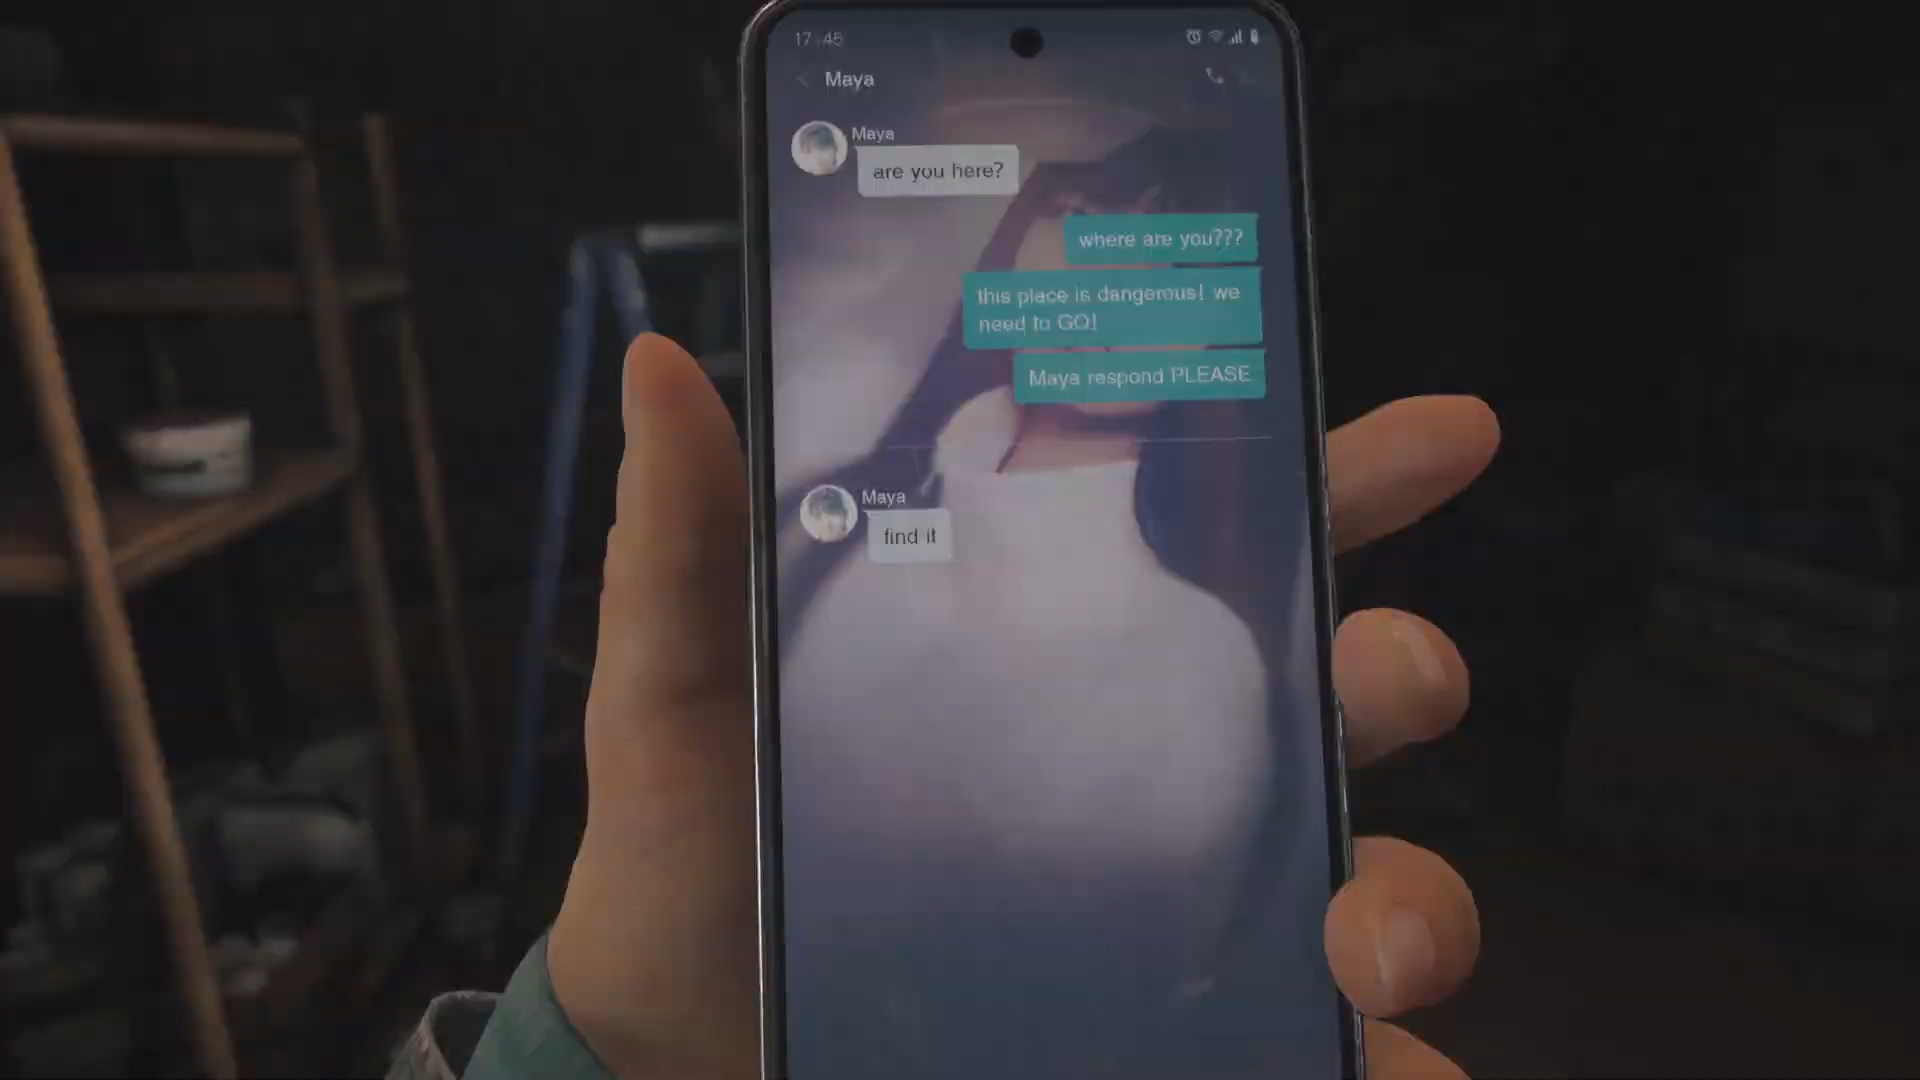 17:45
Maya
Maya
are you here?
where are you???
this place is dangerous! we
need to GO!
Maya respond PLEASE
Maya
find it